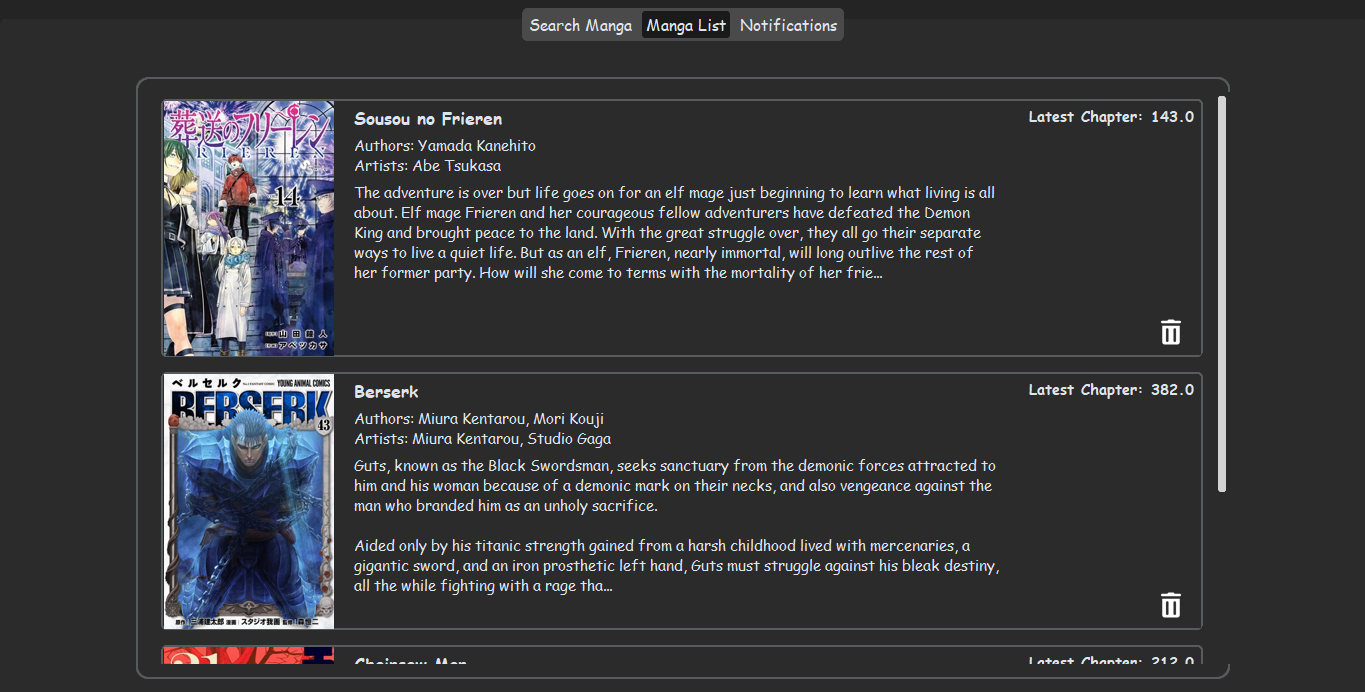 Search Manga
Manga List
Notifications
葬送のフリーレン
FRIEREN
14
山田鐘人
アベツカサ
Sousou no Frieren
Latest Chapter: 143.0
Authors: Yamada Kanehito
Artists: Abe Tsukasa
The adventure is over but life goes on for an elf mage just beginning to learn what living is all
about. Elf mage Frieren and her courageous fellow adventurers have defeated the Demon
King and brought peace to the land. With the great struggle over, they all go their separate
ways to live a quiet life. But as an elf, Frieren, nearly immortal, will long outlive the rest of
her former party. How will she come to terms with the mortality of her frie...
ベルセルク
YOUNG ANIMAL COMICS
BERSERK
43
原作 三浦建太郎 漫画 スタジオ我画 監修 森恒二
Berserk
Latest Chapter: 382.0
Authors: Miura Kentarou, Mori Kouji
Artists: Miura Kentarou, Studio Gaga
Guts, known as the Black Swordsman, seeks sanctuary from the demonic forces attracted to
him and his woman because of a demonic mark on their necks, and also vengeance against the
man who branded him as an unholy sacrifice.
Aided only by his titanic strength gained from a harsh childhood lived with mercenaries, a
gigantic sword, and an iron prosthetic left hand, Guts must struggle against his bleak destiny,
all the while fighting with a rage tha...
Chainsaw Man
Latest Chapter: 212.0